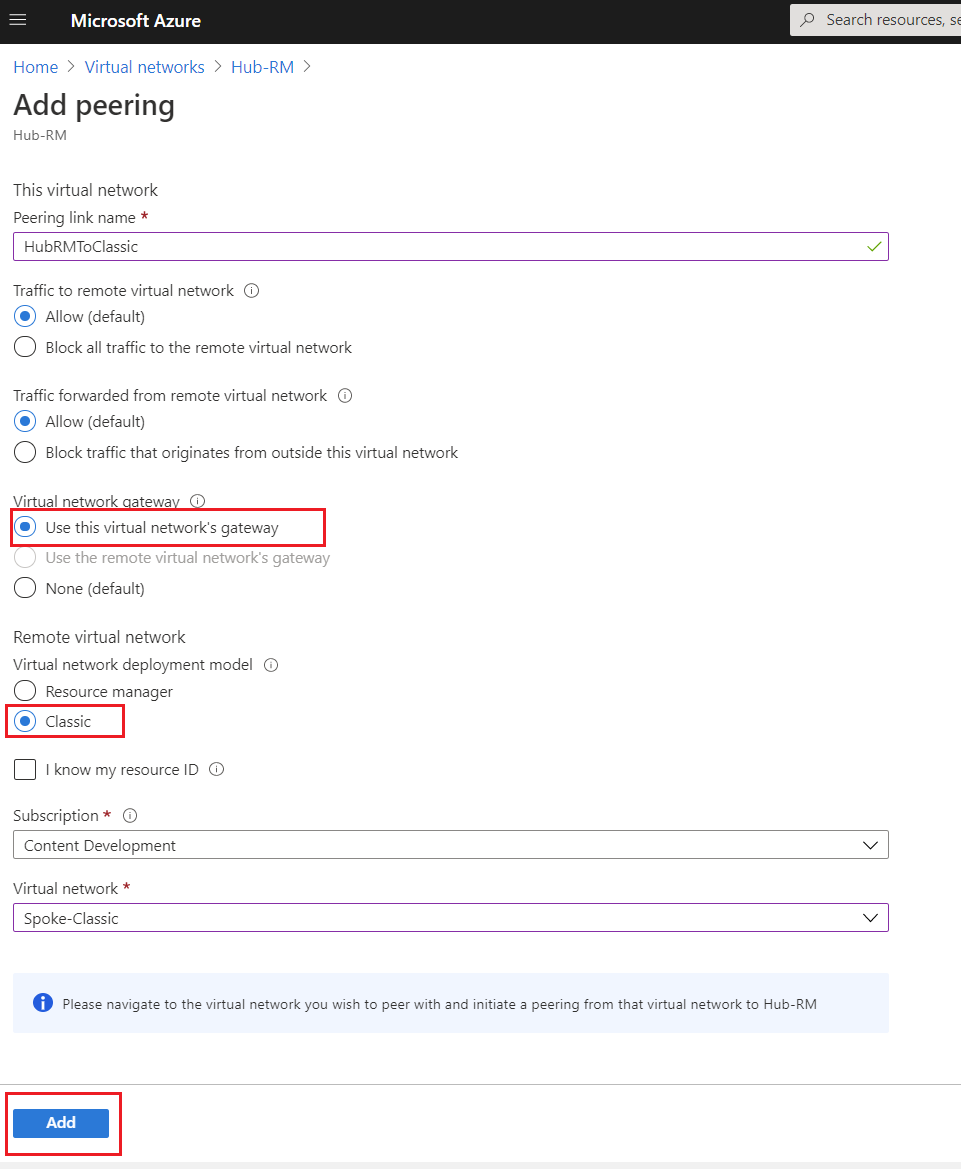 Microsoft Azure
Search resources, se
Home > Virtual networks > Hub-RM >
Add peering
Hub-RM
This virtual network
Peering link name *
HubRMToClassic
Traffic to remote virtual network
Allow (default)
Block all traffic to the remote virtual network
Traffic forwarded from remote virtual network
Allow (default)
Block traffic that originates from outside this virtual network
Virtual network gateway
Use this virtual network's gateway
Use the remote virtual network's gateway
None (default)
Remote virtual network
Virtual network deployment model
Resource manager
Classic
I know my resource ID
Subscription *
Content Development
Virtual network *
Spoke-Classic
Please navigate to the virtual network you wish to peer with and initiate a peering from that virtual network to Hub-RM
Add